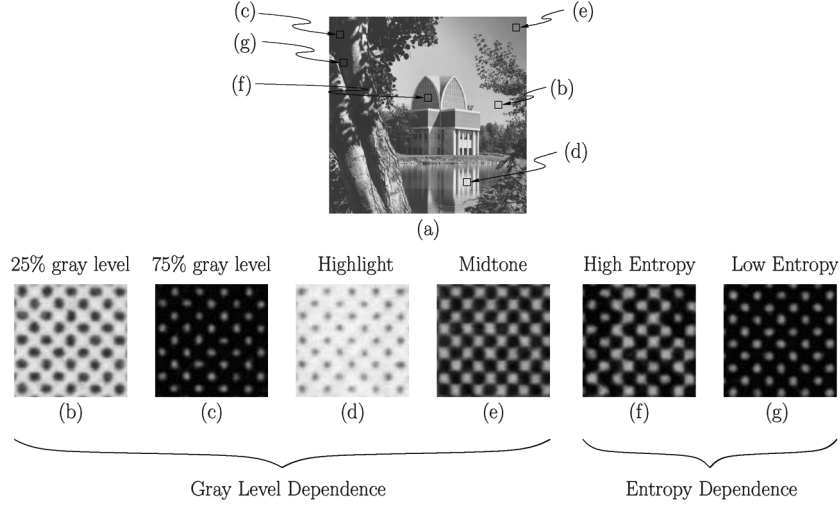 (c)
(e)
(g)
(f)
(b)
(d)
(a)
25% gray level 75% gray level Highlight Midtone High Entropy Low Entropy
(b) (c) (d) (e) (f) (g)
Gray Level Dependence Entropy Dependence